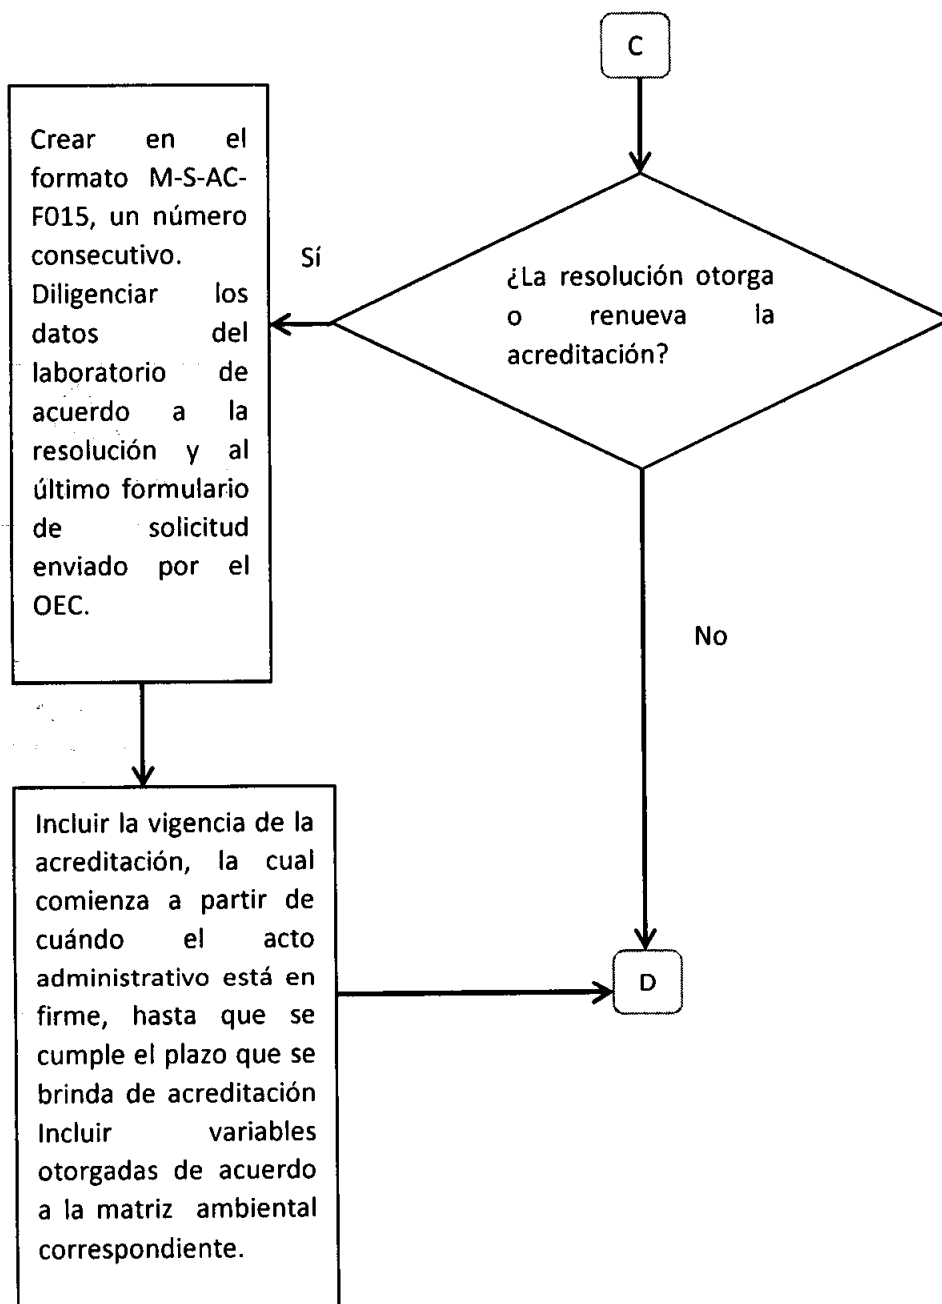 C
¿La resolución otorga
o renueva la
acreditación?
Sí
Crear en el
formato M-S-AC-
F015, un número
consecutivo.
Diligenciar los
datos del
laboratorio de
acuerdo a la
resolución y al
último formulario
de solicitud
enviado por el
OEC.
No
Incluir la vigencia de la
acreditación, la cual
comienza a partir de
cuándo el acto
administrativo está en
firme, hasta que se
cumple el plazo que se
brinda de acreditación
Incluir variables
otorgadas de acuerdo
a la matriz ambiental
correspondiente.
D